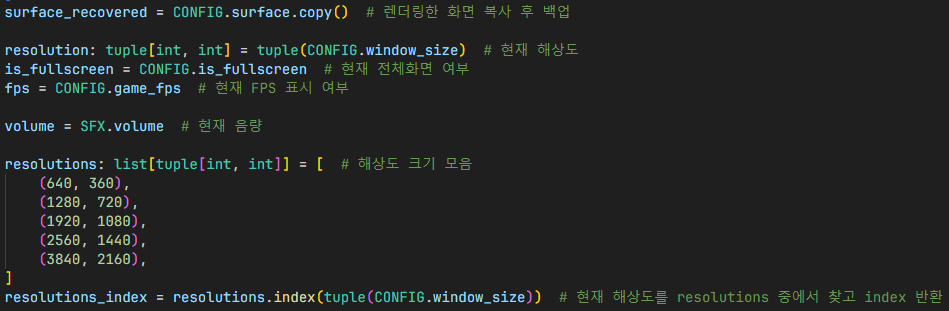 surface_recovered = CONFIG.surface.copy()  # 렌더링한 화면 복사 후 백업
resolution: tuple[int, int] = tuple(CONFIG.window_size)  # 현재 해상도
is_fullscreen = CONFIG.is_fullscreen  # 현재 전체화면 여부
fps = CONFIG.game_fps  # 현재 FPS 표시 여부
volume = SFX.volume  # 현재 음량
resolutions: list[tuple[int, int]] = [  # 해상도 크기 모음
    (640, 360),
    (1280, 720),
    (1920, 1080),
    (2560, 1440),
    (3840, 2160),
]
resolutions_index = resolutions.index(tuple(CONFIG.window_size))  # 현재 해상도를 resolutions 중에서 찾고 index 반환